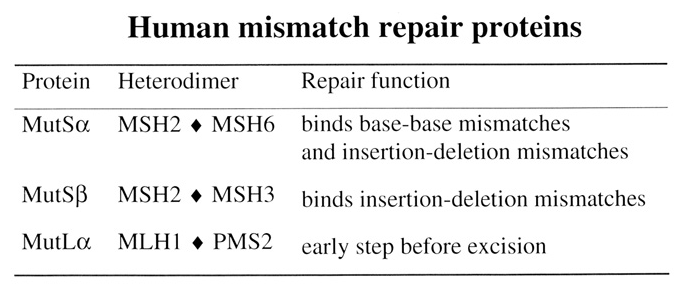 Human mismatch repair proteins
Protein Heterodimer Repair function
MutSα MSH2 ♦ MSH6 binds base-base mismatches
and insertion-deletion mismatches
MutSβ MSH2 ♦ MSH3 binds insertion-deletion mismatches
MutLα MLH1 ♦ PMS2 early step before excision